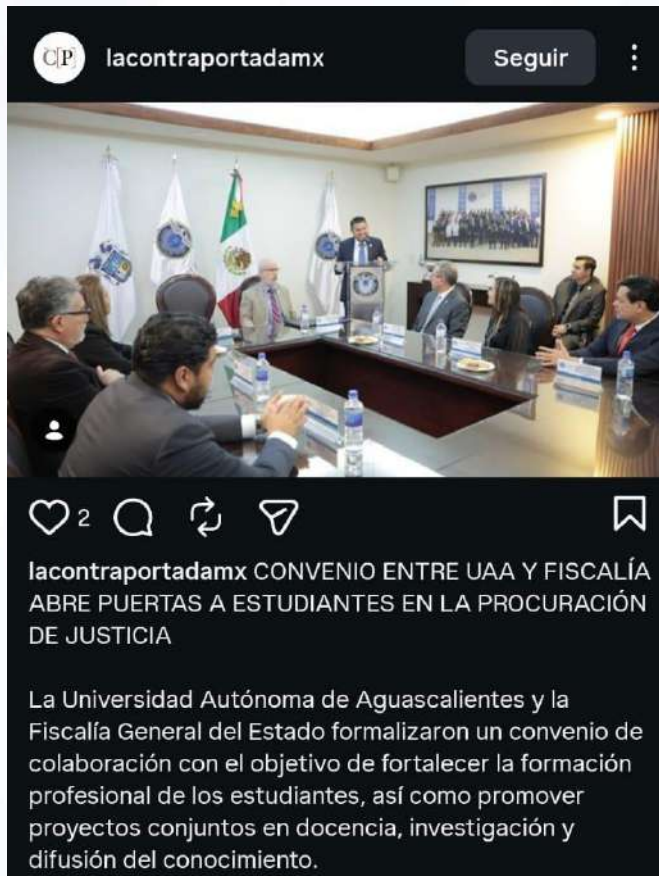 C[P]
lacontraportadamx
Seguir
2
lacontraportadamx CONVENIO ENTRE UAA Y FISCALÍA
ABRE PUERTAS A ESTUDIANTES EN LA PROCURACIÓN
DE JUSTICIA
La Universidad Autónoma de Aguascalientes y la
Fiscalía General del Estado formalizaron un convenio de
colaboración con el objetivo de fortalecer la formación
profesional de los estudiantes, así como promover
proyectos conjuntos en docencia, investigación y
difusión del conocimiento.